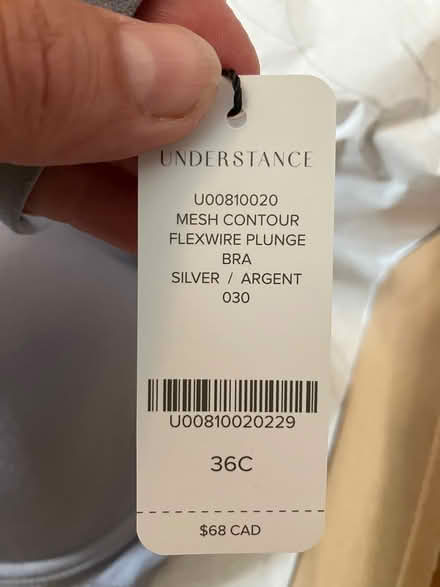 UNDERSTANCE
U00810020
MESH CONTOUR
FLEXWIRE PLUNGE
BRA
SILVER / ARGENT
030
U00810020229
36C
$68 CAD